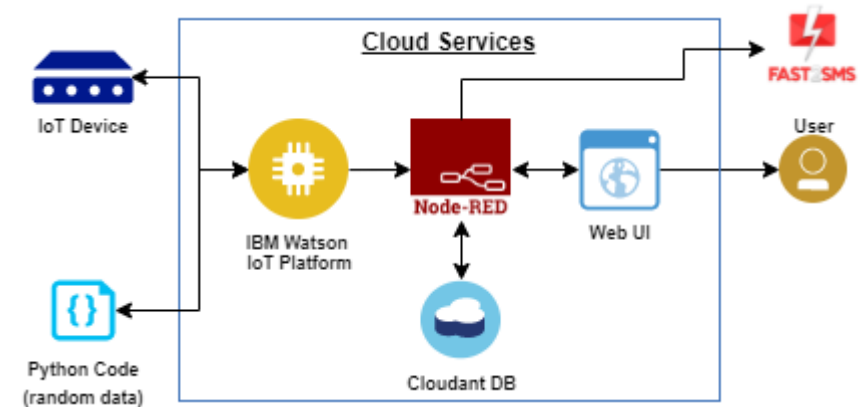 Cloud Services
FAST2SMS
IoT Device
User
Node-RED
Web UI
IBM Watson
IoT Platform
Python Code
(random data)
Cloudant DB